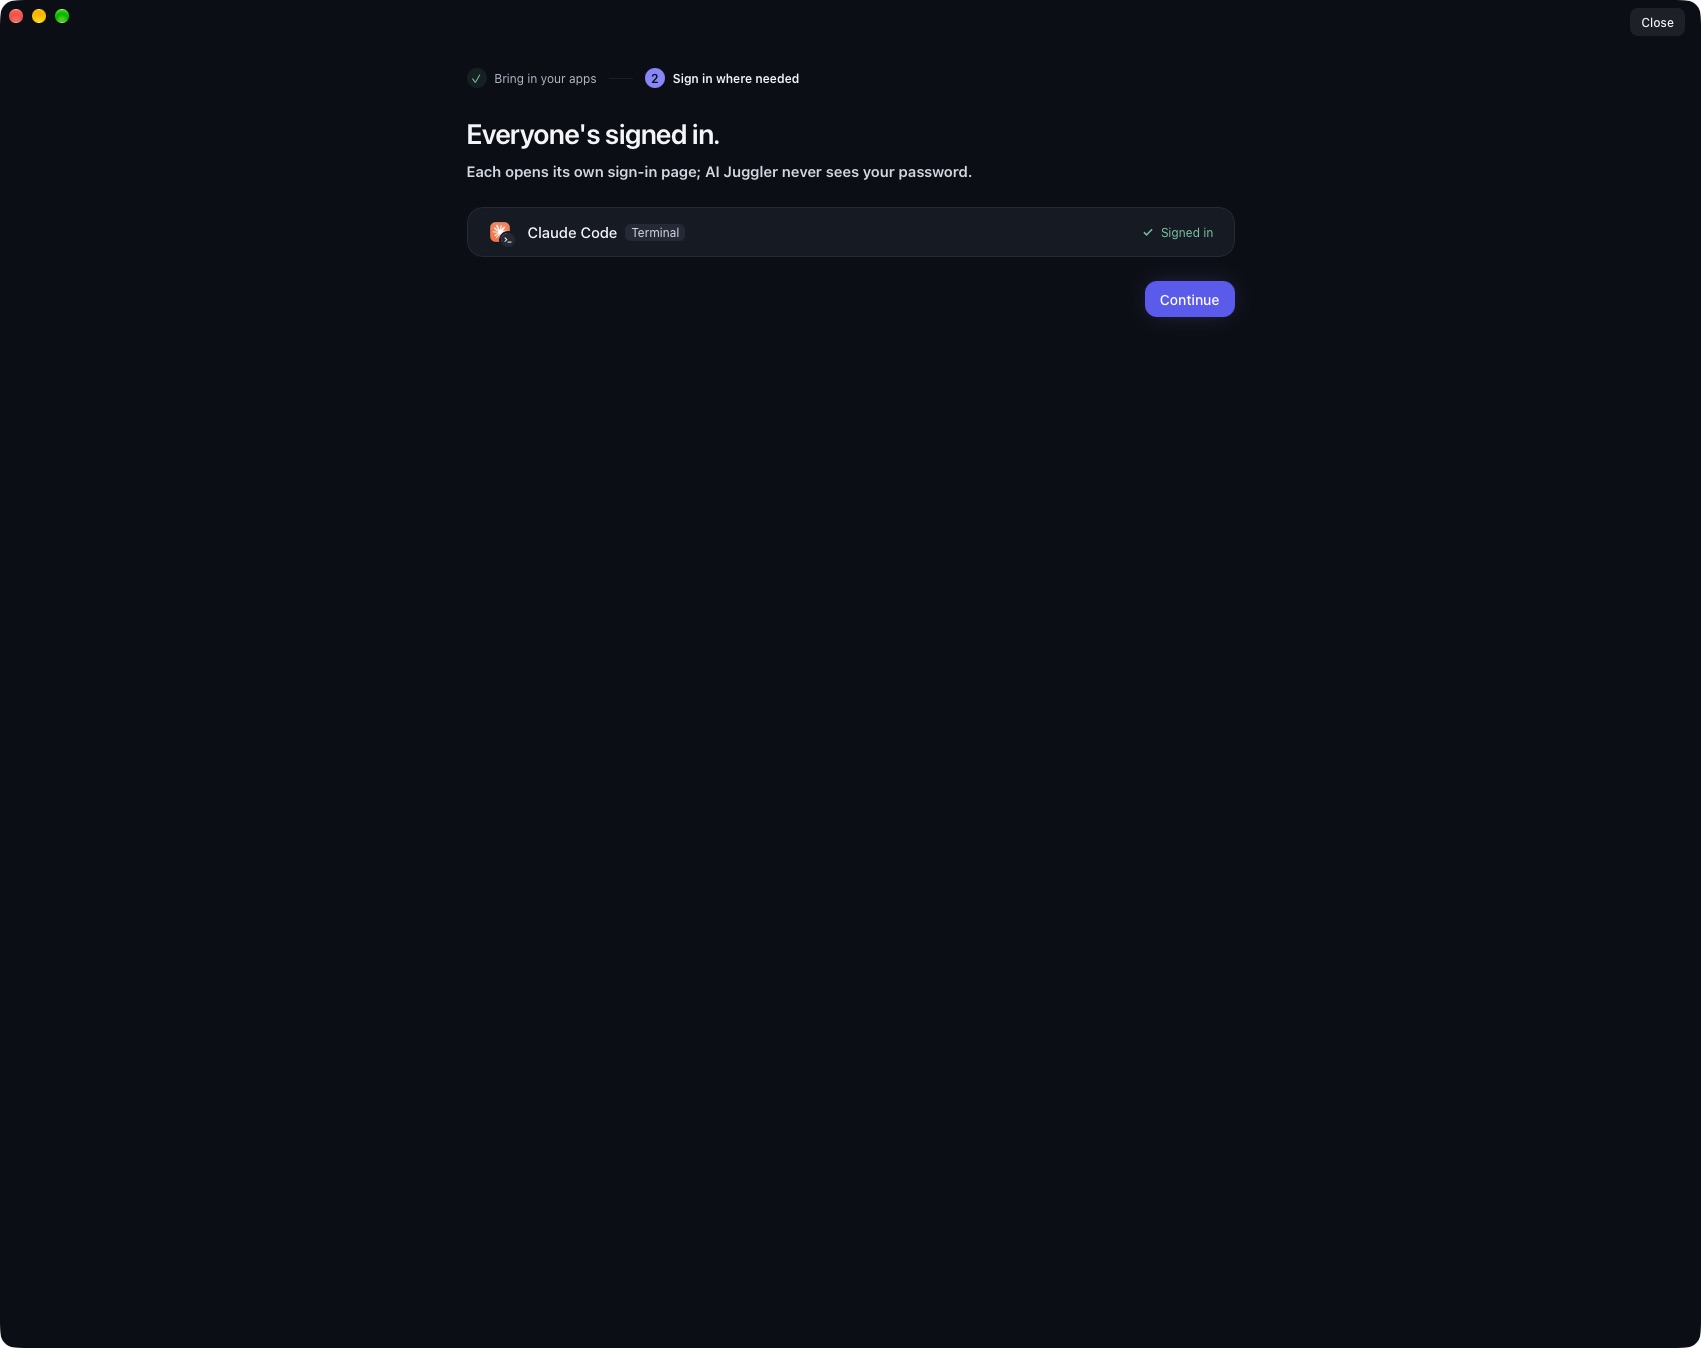 Close
Bring in your apps
2 Sign in where needed
Everyone's signed in.
Each opens its own sign-in page; AI Juggler never sees your password.
Claude Code Terminal Signed in
Continue